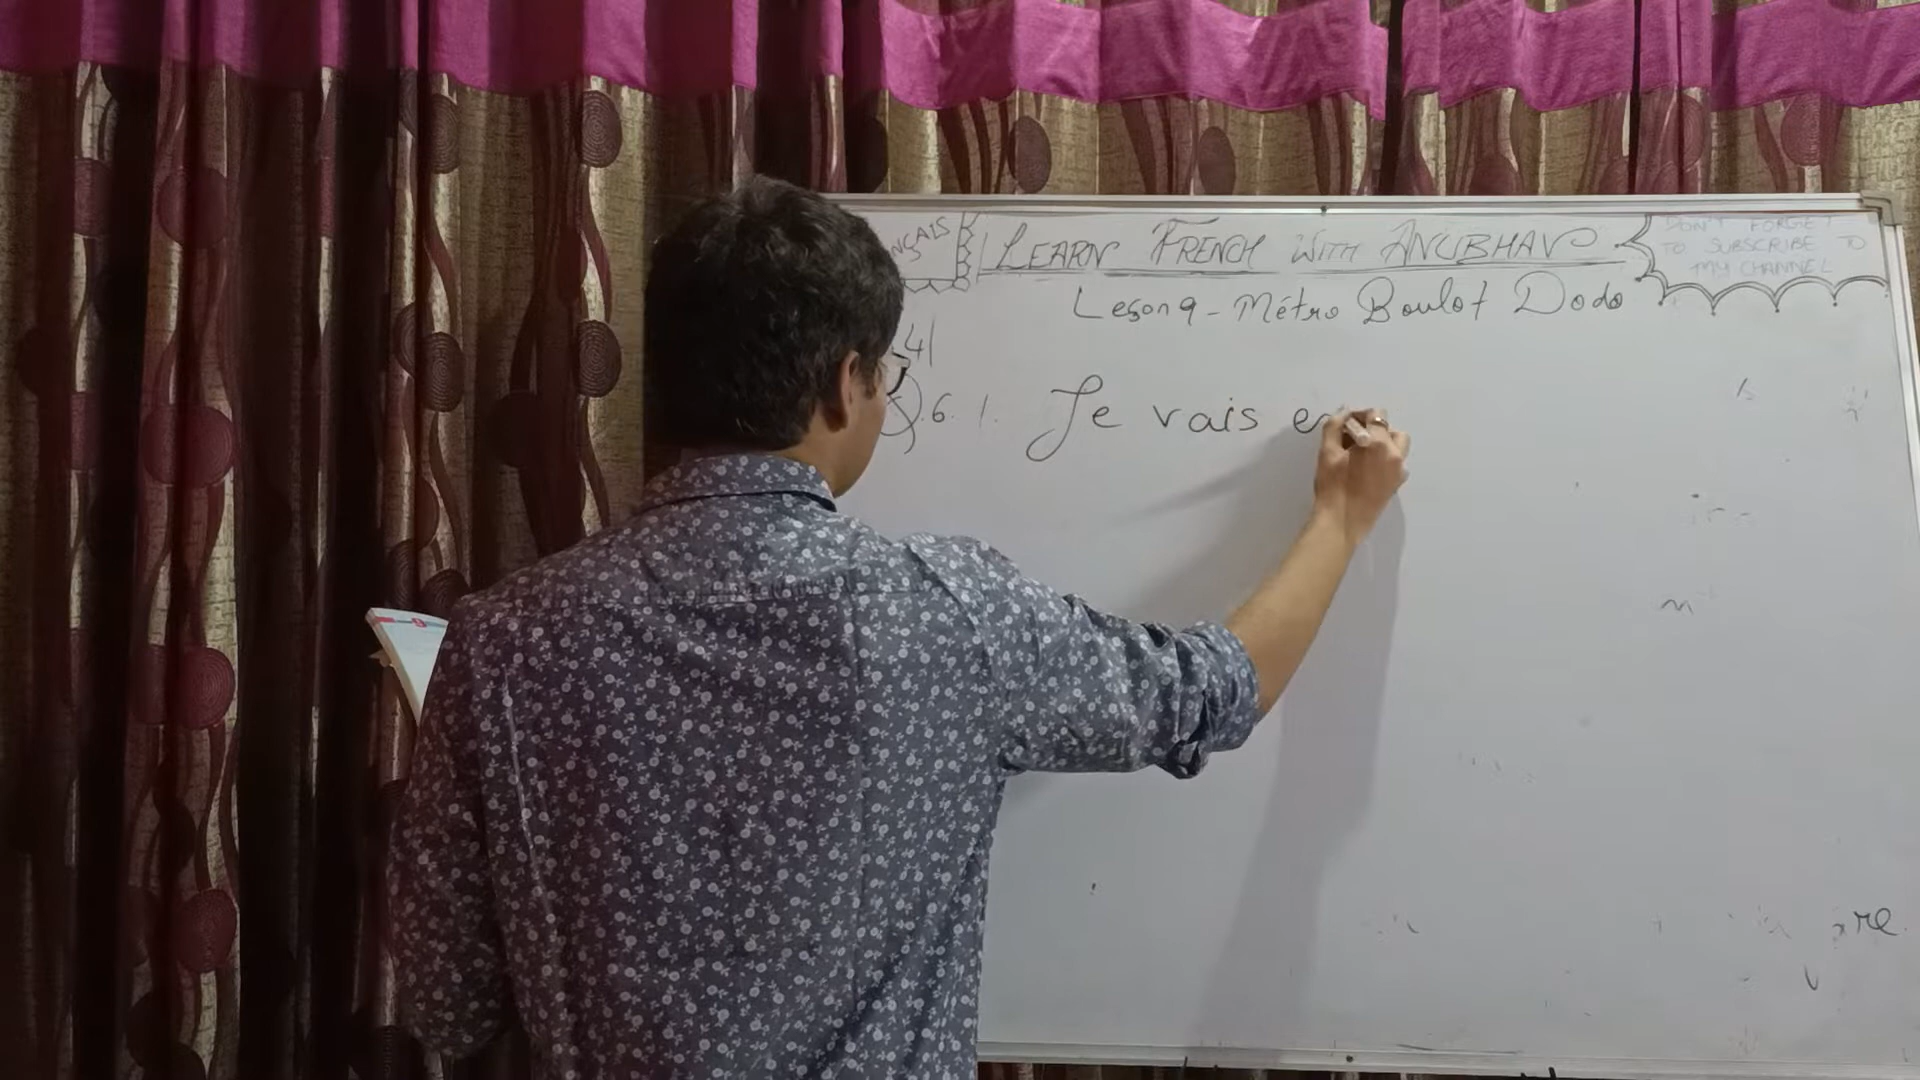 LEARN FRENCH WITH ANUBHAV
DON'T FORGET
TO SUBSCRIBE TO
MY CHANNEL
Leçon 9 - Métro Boulot Dodo
6. 1. Je vais